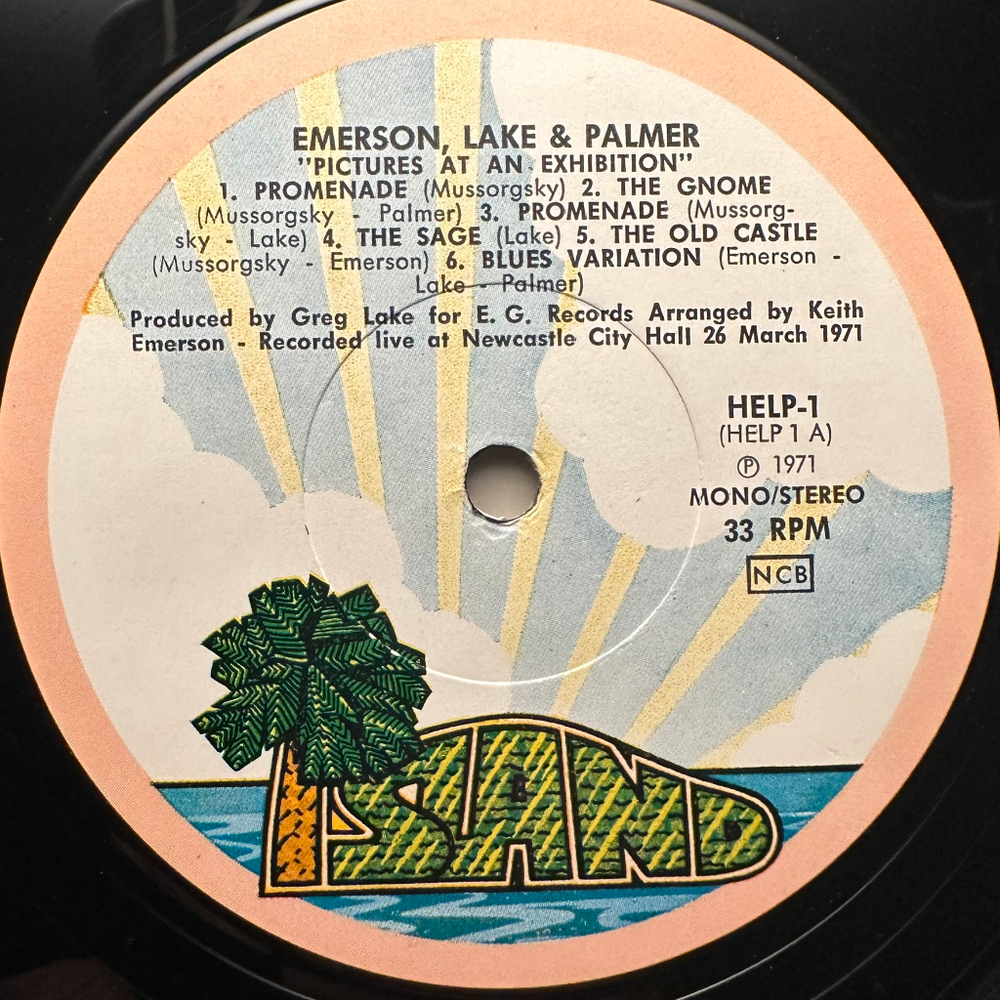 EMERSON, LAKE & PALMER
"PICTURES AT AN EXHIBITION"
1. PROMENADE (Mussorgsky) 2. THE GNOME
(Mussorgsky - Palmer) 3. PROMENADE (Mussorg-
sky - Lake) 4. THE SAGE (Lake) 5. THE OLD CASTLE
(Mussorgsky - Emerson) 6. BLUES VARIATION (Emerson -
Lake - Palmer)
Produced by Greg Lake for E. G. Records Arranged by Keith
Emerson - Recorded live at Newcastle City Hall 26 March 1971
HELP-1
(HELP 1 A)
℗ 1971
MONO/STEREO
33 RPM
NCB
ISLAND